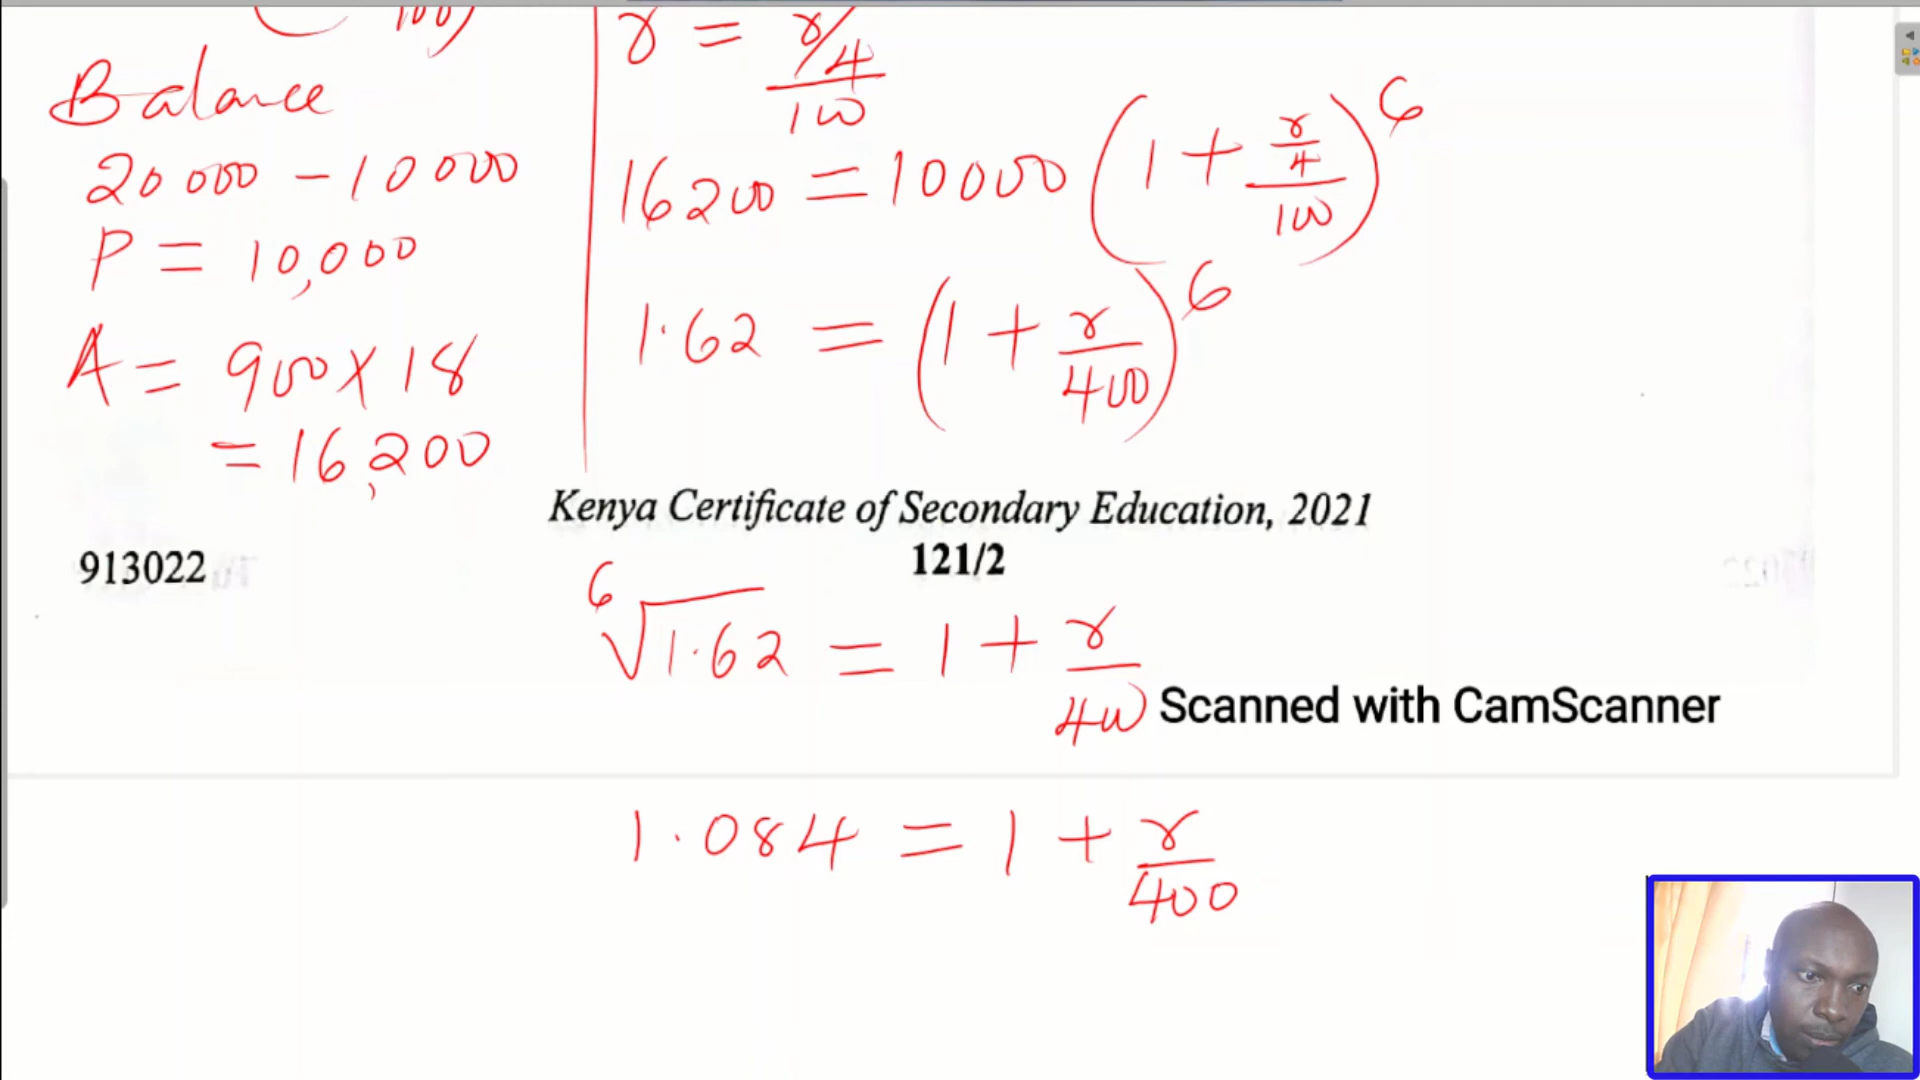 100)
Balance
20000 - 10000
P = 10,000
A = 900 x 18
= 16,200
r = r/4
100
16200 = 10000 (1 + r/4 / 100)^6
1.62 = (1 + r/400)^6
Kenya Certificate of Secondary Education, 2021
913022
121/2
6√1.62 = 1 + r/400
Scanned with CamScanner
1.084 = 1 + r/400